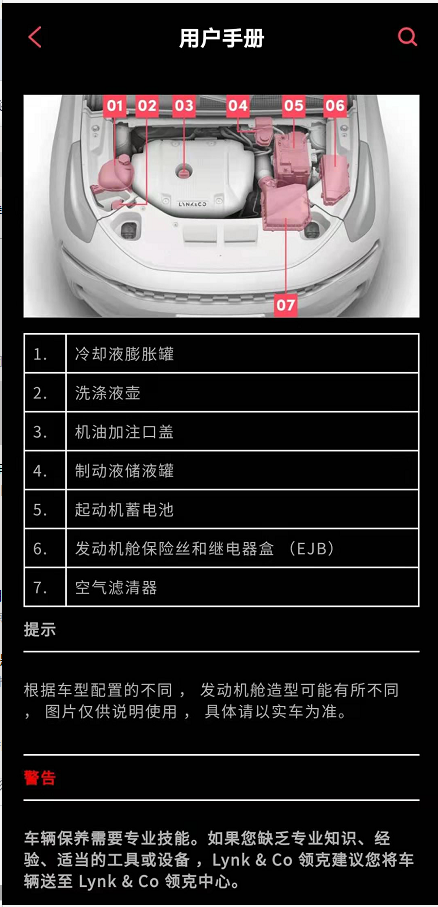 用户手册
01 02 03 04 05 06
LYNK&CO
07
1. 冷却液膨胀罐
2. 洗涤液壶
3. 机油加注口盖
4. 制动液储液罐
5. 起动机蓄电池
6. 发动机舱保险丝和继电器盒 （EJB）
7. 空气滤清器
提示
根据车型配置的不同 ， 发动机舱造型可能有所不同
， 图片仅供说明使用 ， 具体请以实车为准。
警告
车辆保养需要专业技能。如果您缺乏专业知识、经
验、适当的工具或设备 ，Lynk & Co 领克建议您将车
辆送至 Lynk & Co 领克中心。